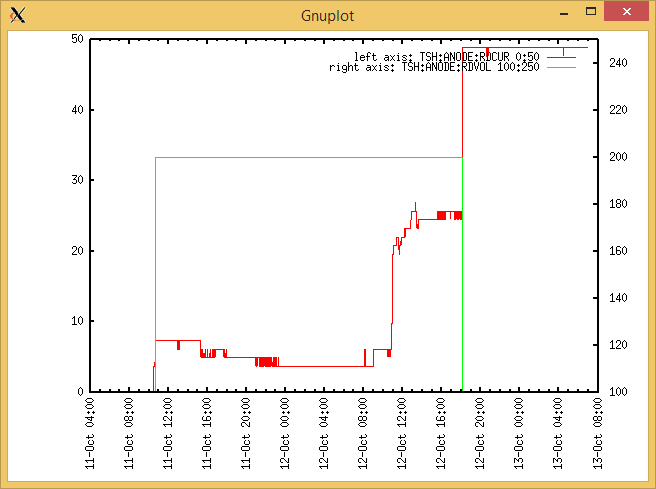 Gnuplot
50
40
30
20
10
0
left axis: TSH:ANODE:RDCUR 0:50
right axis: TSH:ANODE:RDVOL 100:250
240
220
200
180
160
140
120
100
11-Oct 04:00
11-Oct 08:00
11-Oct 12:00
11-Oct 16:00
11-Oct 20:00
12-Oct 00:00
12-Oct 04:00
12-Oct 08:00
12-Oct 12:00
12-Oct 16:00
12-Oct 20:00
13-Oct 00:00
13-Oct 04:00
13-Oct 08:00